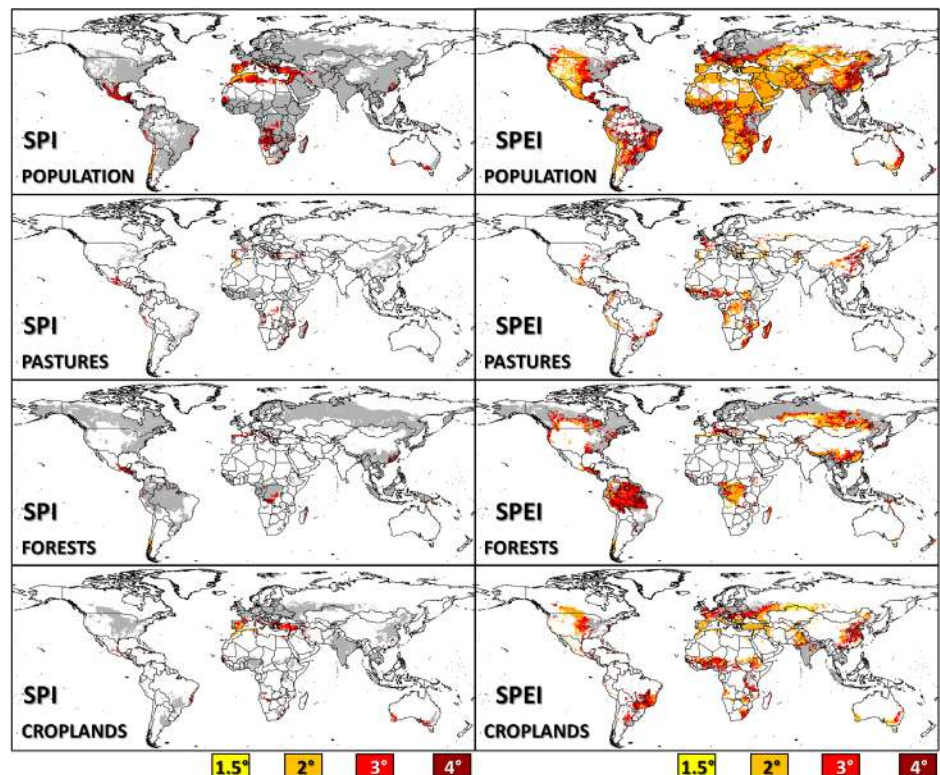 SPI
POPULATION
SPEI
POPULATION
SPI
PASTURES
SPEI
PASTURES
SPI
FORESTS
SPEI
FORESTS
SPI
CROPLANDS
SPEI
CROPLANDS
1.5° 2° 3° 4°
1.5° 2° 3° 4°